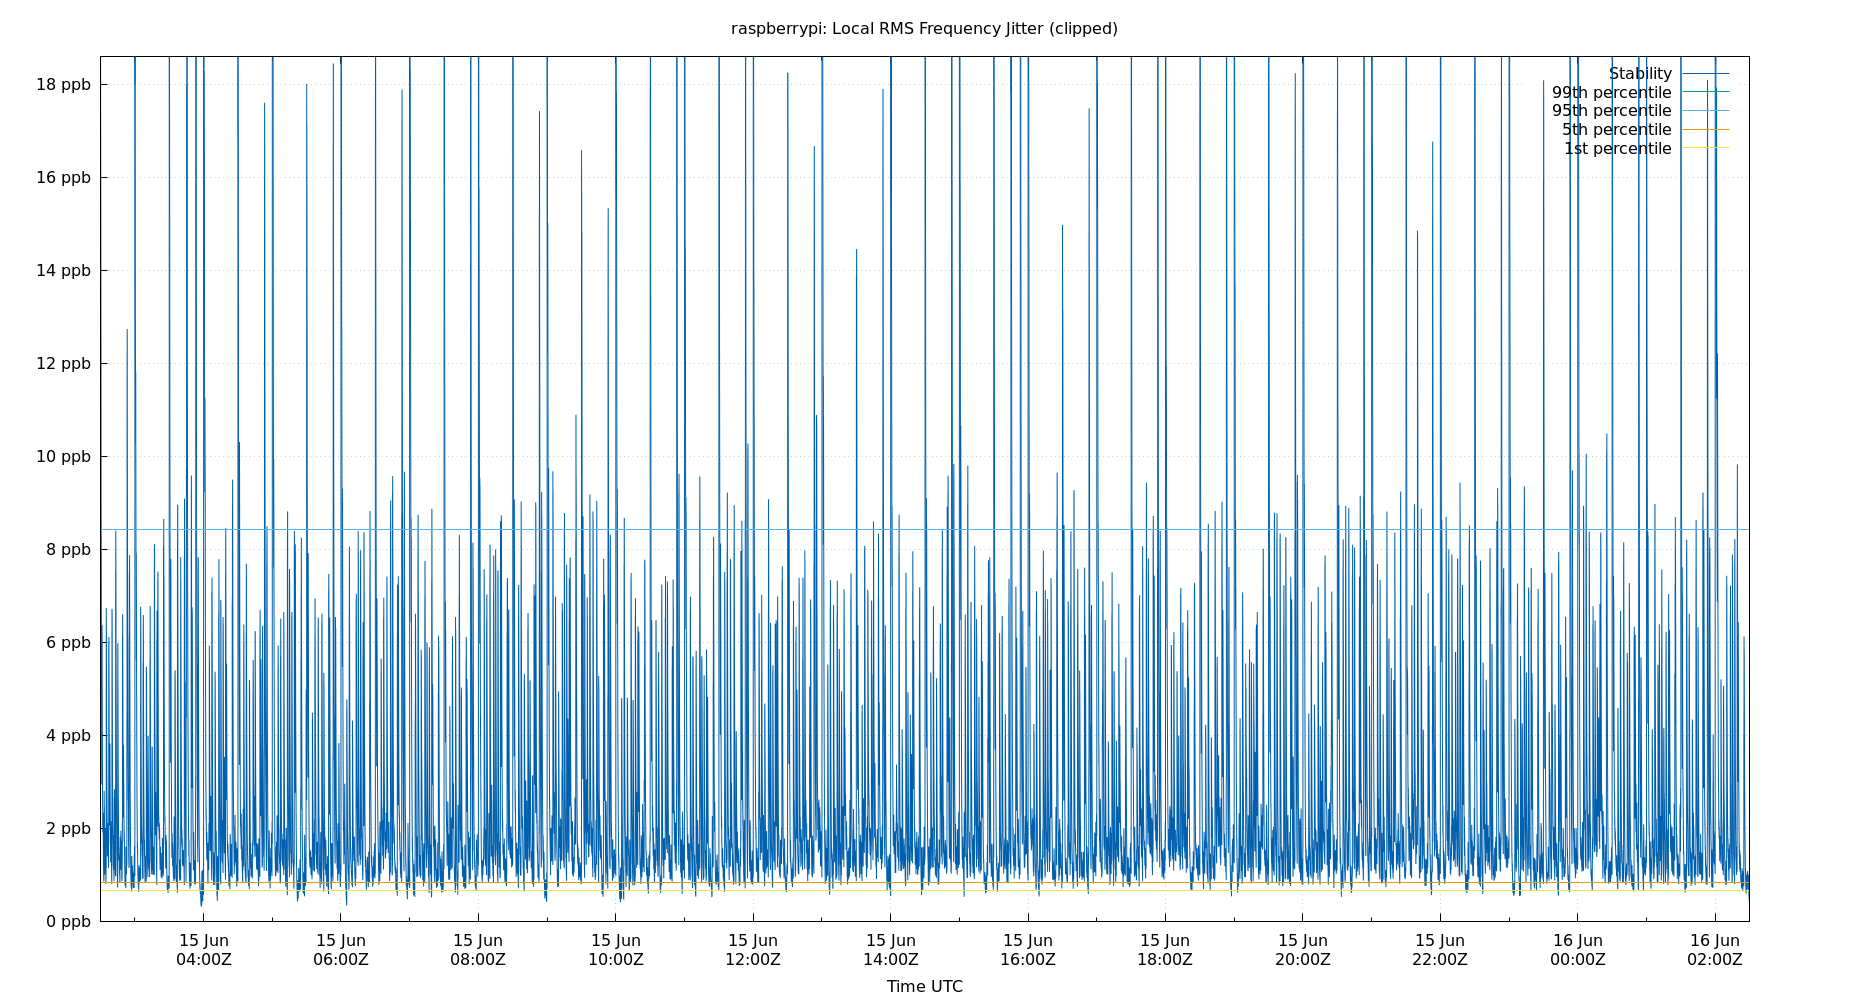 raspberrypi: Local RMS Frequency Jitter (clipped)
18 ppb
16 ppb
14 ppb
12 ppb
10 ppb
8 ppb
6 ppb
4 ppb
2 ppb
0 ppb
Stability
99th percentile
95th percentile
5th percentile
1st percentile
15 Jun 15 Jun 15 Jun 15 Jun 15 Jun 15 Jun 15 Jun 15 Jun 15 Jun 15 Jun 16 Jun 16 Jun
04:00Z 06:00Z 08:00Z 10:00Z 12:00Z 14:00Z 16:00Z 18:00Z 20:00Z 22:00Z 00:00Z 02:00Z
Time UTC